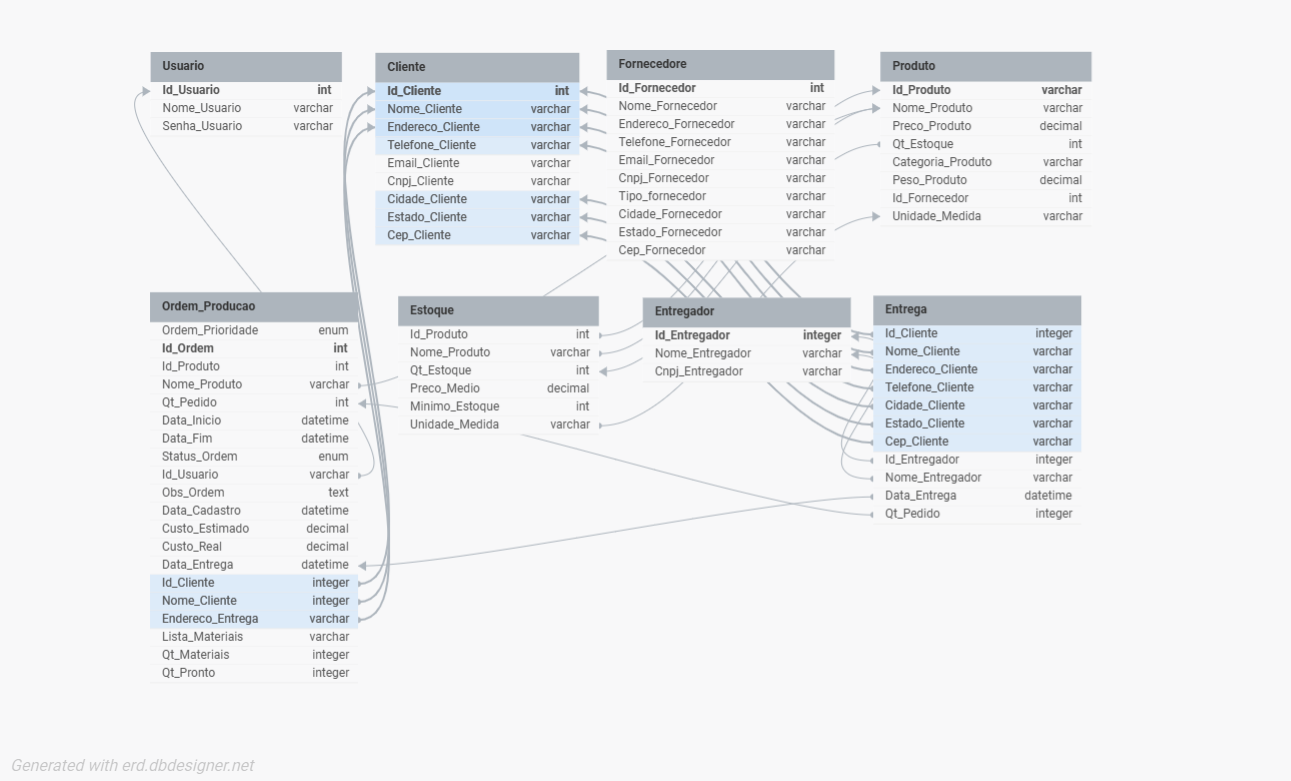 Usuario
Id_Usuario int
Nome_Usuario varchar
Senha_Usuario varchar
Cliente
Id_Cliente int
Nome_Cliente varchar
Endereco_Cliente varchar
Telefone_Cliente varchar
Email_Cliente varchar
Cnpj_Cliente varchar
Cidade_Cliente varchar
Estado_Cliente varchar
Cep_Cliente varchar
Fornecedore
Id_Fornecedor int
Nome_Fornecedor varchar
Endereco_Fornecedor varchar
Telefone_Fornecedor varchar
Email_Fornecedor varchar
Cnpj_Fornecedor varchar
Tipo_fornecedor varchar
Cidade_Fornecedor varchar
Estado_Fornecedor varchar
Cep_Fornecedor varchar
Produto
Id_Produto varchar
Nome_Produto varchar
Preco_Produto decimal
Qt_Estoque int
Categoria_Produto varchar
Peso_Produto decimal
Id_Fornecedor int
Unidade_Medida varchar
Ordem_Producao
Ordem_Prioridade enum
Id_Ordem int
Id_Produto int
Nome_Produto varchar
Qt_Pedido int
Data_Inicio datetime
Data_Fim datetime
Status_Ordem enum
Id_Usuario varchar
Obs_Ordem text
Data_Cadastro datetime
Custo_Estimado decimal
Custo_Real decimal
Data_Entrega datetime
Id_Cliente integer
Nome_Cliente integer
Endereco_Entrega varchar
Lista_Materiais varchar
Qt_Materiais integer
Qt_Pronto integer
Estoque
Id_Produto int
Nome_Produto varchar
Qt_Estoque int
Preco_Medio decimal
Minimo_Estoque int
Unidade_Medida varchar
Entregador
Id_Entregador integer
Nome_Entregador varchar
Cnpj_Entregador varchar
Entrega
Id_Cliente integer
Nome_Cliente varchar
Endereco_Cliente varchar
Telefone_Cliente varchar
Cidade_Cliente varchar
Estado_Cliente varchar
Cep_Cliente varchar
Id_Entregador integer
Nome_Entregador varchar
Data_Entrega datetime
Qt_Pedido integer
Generated with erd.dbdesigner.net